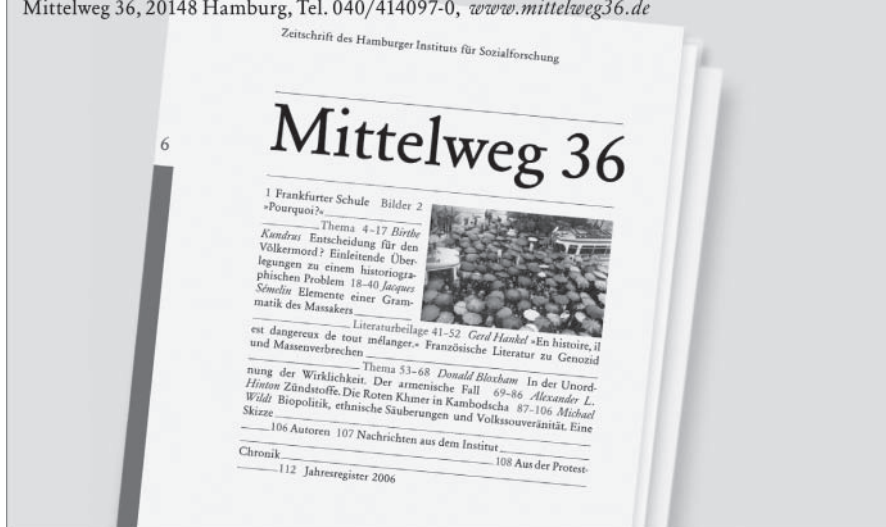 Mittelweg 36, 20148 Hamburg, Tel. 040/414097-0, www.mittelweg36.de
Zeitschrift des Hamburger Instituts für Sozialforschung
6
Mittelweg 36
1 Frankfurter Schule Bilder 2
»Pourquoi?«
Thema 4–17 Birthe
Kundrus Entscheidung für den
Völkermord? Einleitende Über-
legungen zu einem historiogra-
phischen Problem 18–40 Jacques
Sémelin Elemente einer Gram-
matik des Massakers
Literaturbeilage 41–52 Gerd Hankel »En histoire, il
est dangereux de tout mélanger.« Französische Literatur zu Genozid
und Massenverbrechen
Thema 53–68 Donald Bloxham In der Unord-
nung der Wirklichkeit. Der armenische Fall 69–86 Alexander L.
Hinton Zündstoffe. Die Roten Khmer in Kambodscha 87–106 Michael
Wildt Biopolitik, ethnische Säuberungen und Volkssouveränität. Eine
Skizze
106 Autoren 107 Nachrichten aus dem Institut
108 Aus der Protest-
Chronik
112 Jahresregister 2006